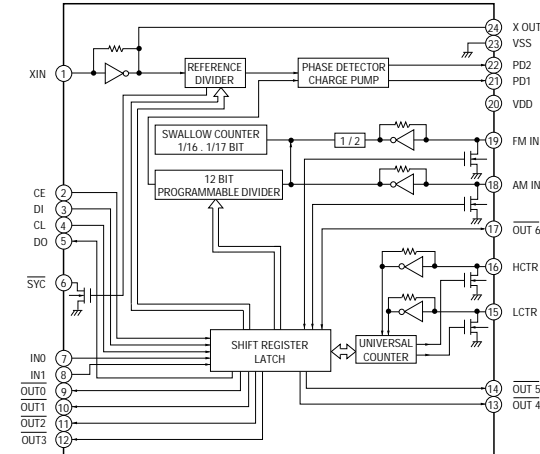 XIN 1
REFERENCE
DIVIDER
PHASE DETECTOR
CHARGE PUMP
24 X OUT
23 VSS
22 PD2
21 PD1
20 VDD
SWALLOW COUNTER
1/16 . 1/17 BIT
1 / 2
19 FM IN
12 BIT
PROGRAMMABLE DIVIDER
18 AM IN
CE 2
DI 3
CL 4
DO 5
17 OUT 6
SYC 6
16 HCTR
15 LCTR
SHIFT REGISTER
LATCH
UNIVERSAL
COUNTER
IN0 7
IN1 8
OUT0 9
OUT1 10
OUT2 11
OUT3 12
14 OUT 5
13 OUT 4